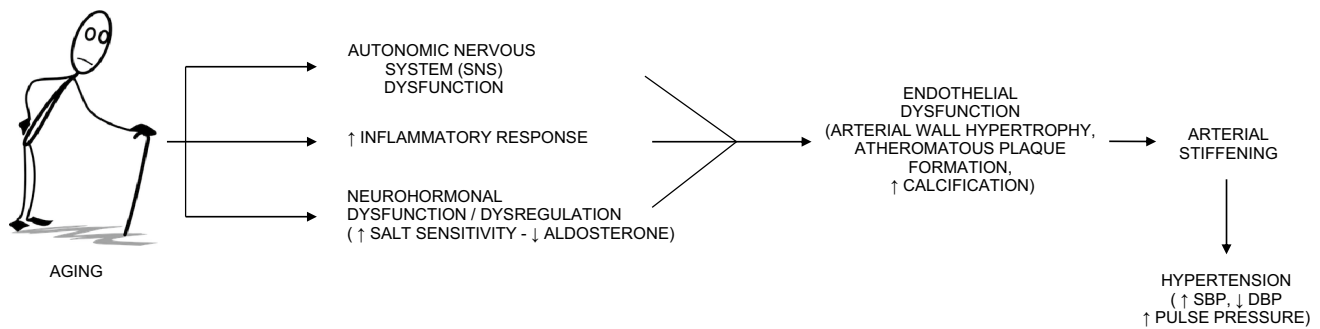 AUTONOMIC NERVOUS
SYSTEM (SNS)
DYSFUNCTION
↑ INFLAMMATORY RESPONSE
NEUROHORMONAL
DYSFUNCTION / DYSREGULATION
( ↑ SALT SENSITIVITY - ↓ ALDOSTERONE)
AGING
ENDOTHELIAL
DYSFUNCTION
(ARTERIAL WALL HYPERTROPHY,
ATHEROMATOUS PLAQUE
FORMATION,
↑ CALCIFICATION)
ARTERIAL
STIFFENING
HYPERTENSION
( ↑ SBP, ↓ DBP
↑ PULSE PRESSURE)